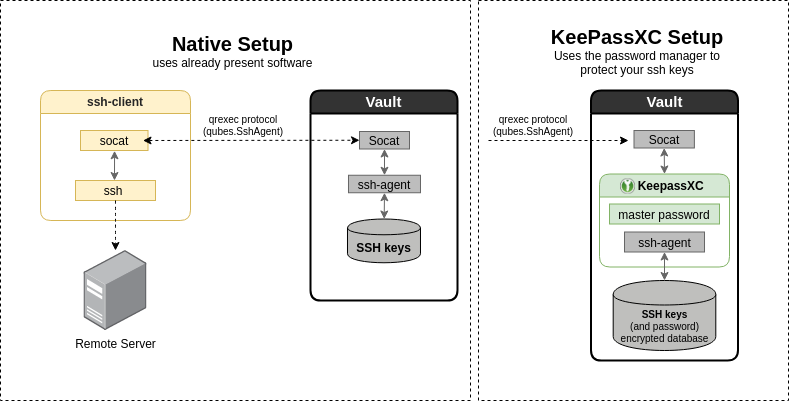 Native Setup
uses already present software
ssh-client
socat
ssh
Remote Server
qrexec protocol
(qubes.SshAgent)
Vault
Socat
ssh-agent
SSH keys
KeePassXC Setup
Uses the password manager to
protect your ssh keys
qrexec protocol
(qubes.SshAgent)
Vault
Socat
KeepassXC
master password
ssh-agent
SSH keys
(and password)
encrypted database